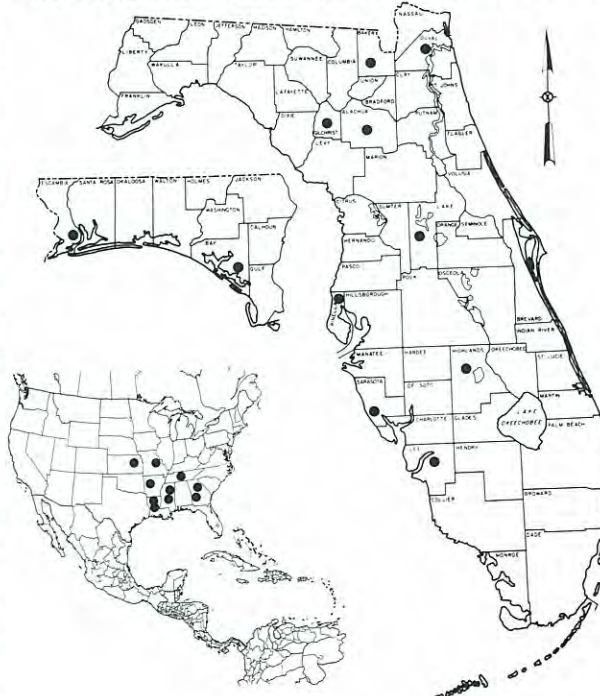 NASSAU
GADSDEN
LEON
JEFFERSON
MADISON
HAMILTON
BAKER
DUVAL
LIBERTY
WAKULLA
TAYLOR
SUWANNEE
COLUMBIA
UNION
CLAY
ST. JOHNS
FRANKLIN
LAFAYETTE
BRADFORD
DIXIE
GILCHRIST
ALACHUA
PUTNAM
FLAGLER
LEVY
MARION
VOLUSIA
ESCAMBIA
SANTA ROSA
OKALOOSA
WALTON
HOLMES
JACKSON
WASHINGTON
BAY
CALHOUN
GULF
CITRUS
SUMTER
LAKE
HERNANDO
ORANGE
SEMINOLE
PASCO
POLK
OSCEOLA
PINELLAS
HILLSBOROUGH
BREVARD
INDIAN RIVER
MANATEE
HARDEE
HIGHLANDS
OKEECHOBEE
ST. LUCIE
SARASOTA
DE SOTO
MARTIN
CHARLOTTE
GLADES
LAKE
OKEECHOBEE
PALM BEACH
LEE
HENDRY
COLLIER
BROWARD
DADE
MONROE